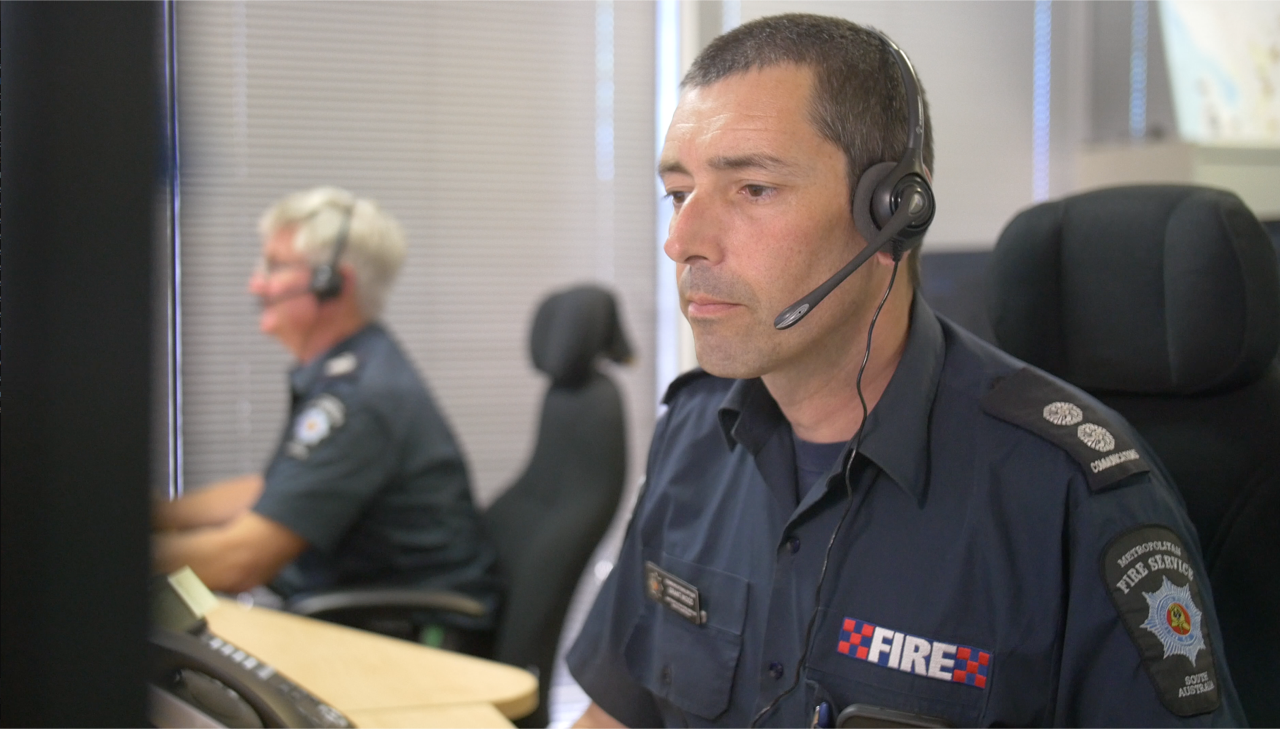 COMMUNICATIONS
METROPOLITAN
FIRE SERVICE
FIRE
SOUTH
AUSTRALIA